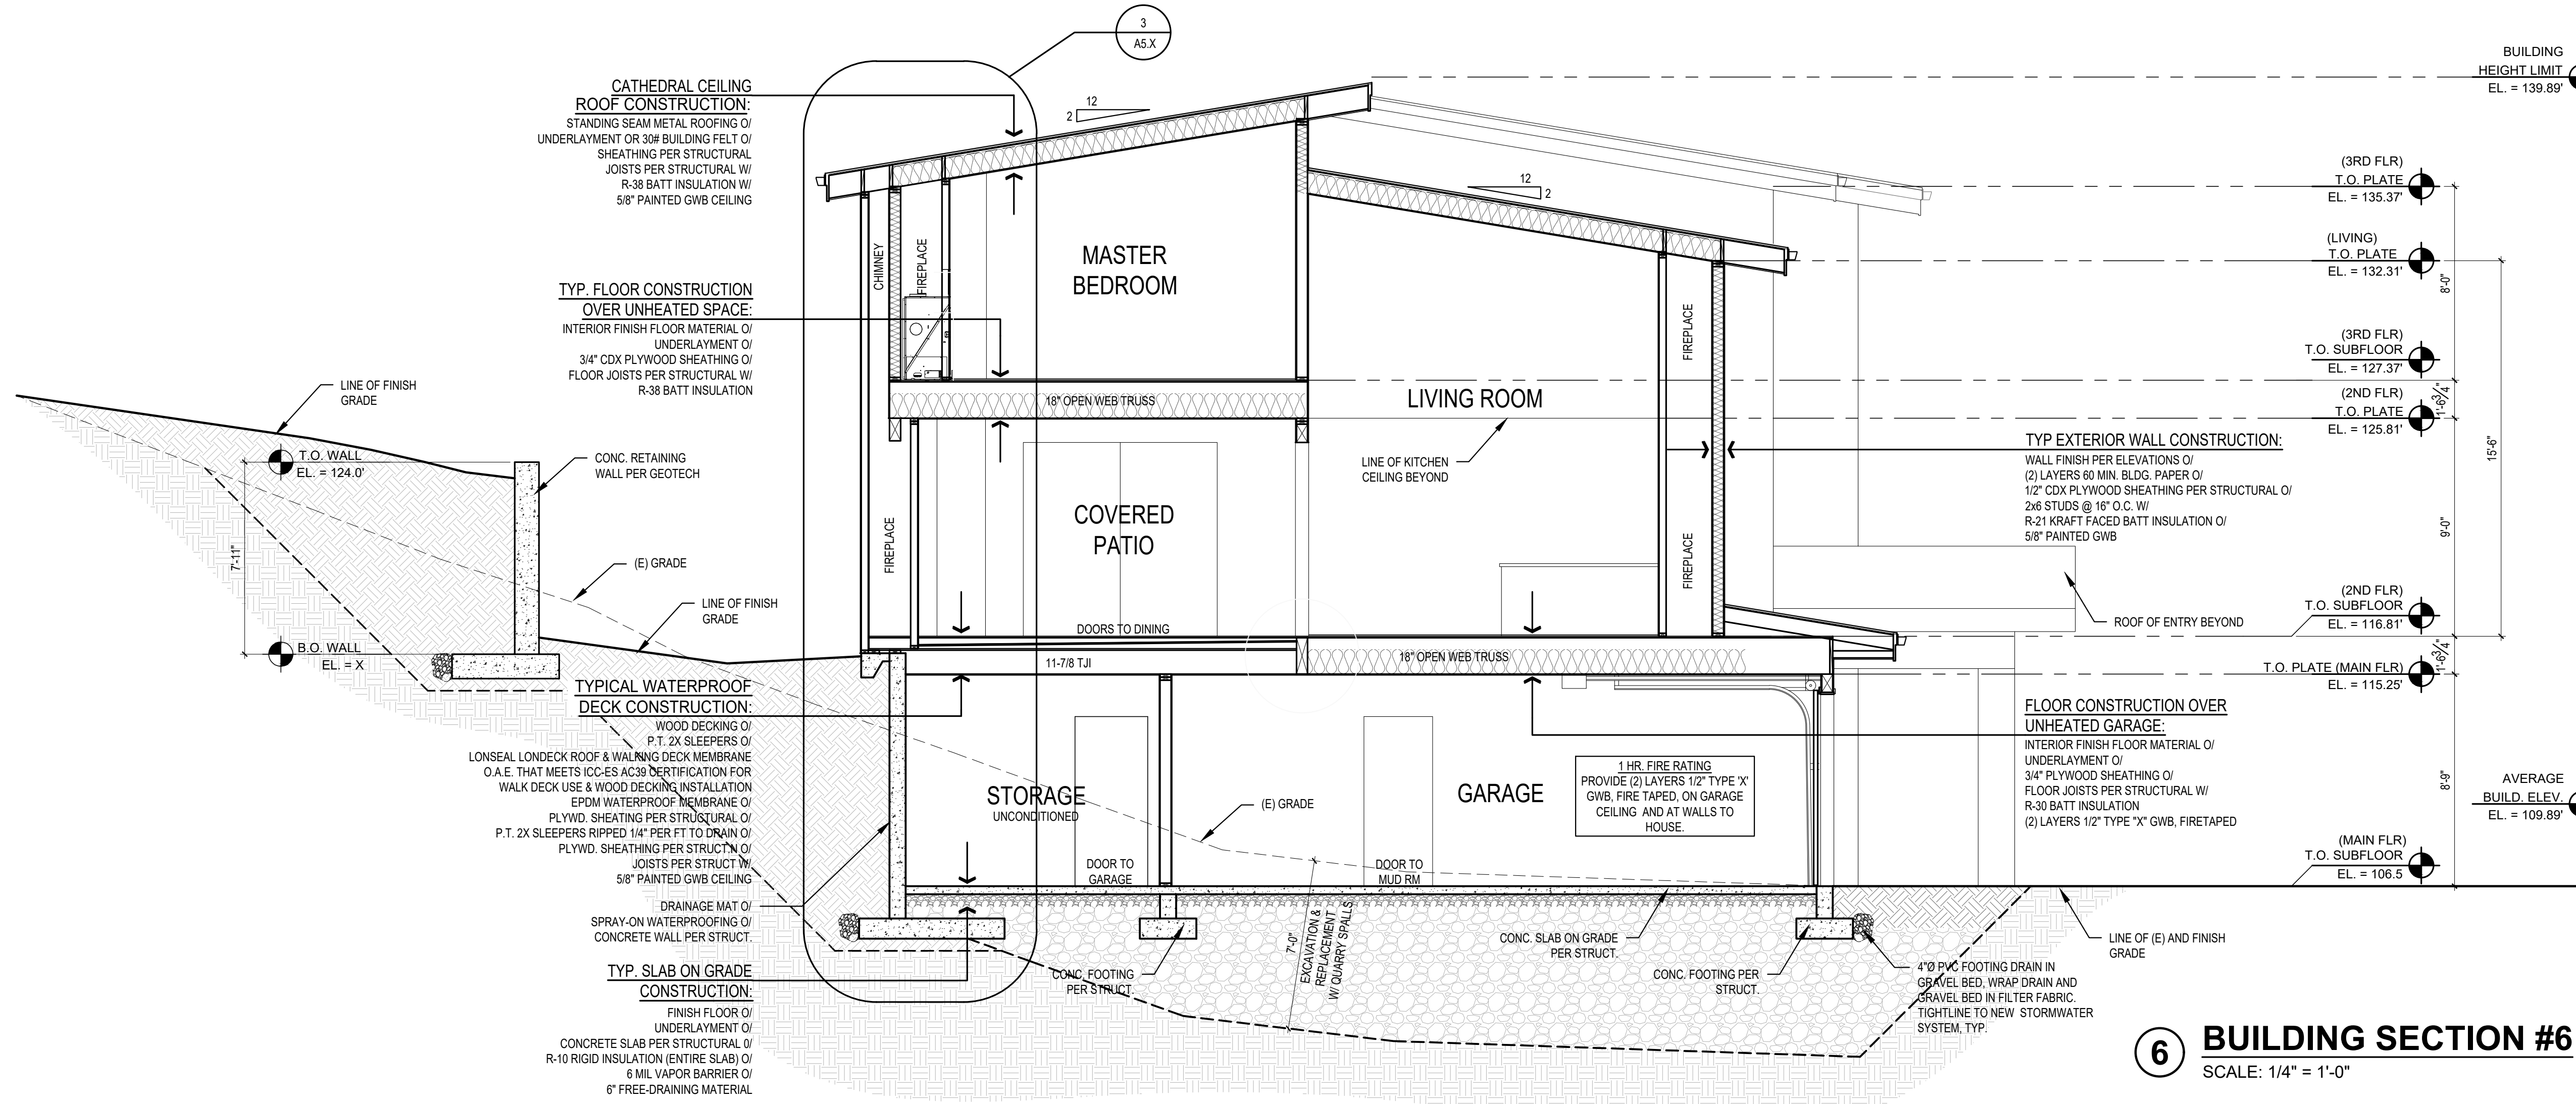 3
A5.X
BUILDING
HEIGHT LIMIT
EL. = 139.89'
CATHEDRAL CEILING
ROOF CONSTRUCTION:
STANDING SEAM METAL ROOFING O/
UNDERLAYMENT OR 30# BUILDING FELT O/
SHEATHING PER STRUCTURAL
JOISTS PER STRUCTURAL W/
R-38 BATT INSULATION W/
5/8" PAINTED GWB CEILING
12
2
12
2
(3RD FLR)
T.O. PLATE
EL. = 135.37'
(LIVING)
T.O. PLATE
EL. = 132.31'
8'-0"
CHIMNEY
FIREPLACE
MASTER
BEDROOM
FIREPLACE
TYP. FLOOR CONSTRUCTION
OVER UNHEATED SPACE:
INTERIOR FINISH FLOOR MATERIAL O/
UNDERLAYMENT O/
3/4" CDX PLYWOOD SHEATHING O/
FLOOR JOISTS PER STRUCTURAL W/
R-38 BATT INSULATION
(3RD FLR)
T.O. SUBFLOOR
EL. = 127.37'
1'-6 3/4"
(2ND FLR)
T.O. PLATE
EL. = 125.81'
LINE OF FINISH
GRADE
18" OPEN WEB TRUSS
LIVING ROOM
LINE OF KITCHEN
CEILING BEYOND
15'-6"
TYP EXTERIOR WALL CONSTRUCTION:
WALL FINISH PER ELEVATIONS O/
(2) LAYERS 60 MIN. BLDG. PAPER O/
1/2" CDX PLYWOOD SHEATHING PER STRUCTURAL O/
2x6 STUDS @ 16" O.C. W/
R-21 KRAFT FACED BATT INSULATION O/
5/8" PAINTED GWB
T.O. WALL
EL. = 124.0'
CONC. RETAINING
WALL PER GEOTECH
7'-11"
COVERED
PATIO
FIREPLACE
FIREPLACE
9'-0"
(E) GRADE
LINE OF FINISH
GRADE
DOORS TO DINING
ROOF OF ENTRY BEYOND
(2ND FLR)
T.O. SUBFLOOR
EL. = 116.81'
B.O. WALL
EL. = X
11-7/8 TJI
18" OPEN WEB TRUSS
1'-6 3/4"
T.O. PLATE (MAIN FLR)
EL. = 115.25'
TYPICAL WATERPROOF
DECK CONSTRUCTION:
WOOD DECKING O/
P.T. 2X SLEEPERS O/
LONSEAL LONDECK ROOF & WALKING DECK MEMBRANE
O.A.E. THAT MEETS ICC-ES AC39 CERTIFICATION FOR
WALK DECK USE & WOOD DECKING INSTALLATION
EPDM WATERPROOF MEMBRANE O/
PLYWD. SHEATING PER STRUCTURAL O/
P.T. 2X SLEEPERS RIPPED 1/4" PER FT TO DRAIN O/
PLYWD. SHEATHING PER STRUCT.N O/
JOISTS PER STRUCT W/
5/8" PAINTED GWB CEILING
FLOOR CONSTRUCTION OVER
UNHEATED GARAGE:
INTERIOR FINISH FLOOR MATERIAL O/
UNDERLAYMENT O/
3/4" PLYWOOD SHEATHING O/
FLOOR JOISTS PER STRUCTURAL W/
R-30 BATT INSULATION
(2) LAYERS 1/2" TYPE "X" GWB, FIRETAPED
1 HR. FIRE RATING
PROVIDE (2) LAYERS 1/2" TYPE 'X'
GWB, FIRE TAPED, ON GARAGE
CEILING AND AT WALLS TO
HOUSE.
STORAGE
UNCONDITIONED
GARAGE
(E) GRADE
8'-9"
AVERAGE
BUILD. ELEV.
EL. = 109.89'
DOOR TO
GARAGE
DOOR TO
MUD RM
(MAIN FLR)
T.O. SUBFLOOR
EL. = 106.5
DRAINAGE MAT O/
SPRAY-ON WATERPROOFING O/
CONCRETE WALL PER STRUCT.
7'-0"
EXCAVATION &
REPLACEMENT
W/ QUARRY SPALLS
CONC. SLAB ON GRADE
PER STRUCT.
LINE OF (E) AND FINISH
GRADE
TYP. SLAB ON GRADE
CONSTRUCTION:
FINISH FLOOR O/
UNDERLAYMENT O/
CONCRETE SLAB PER STRUCTURAL 0/
R-10 RIGID INSULATION (ENTIRE SLAB) O/
6 MIL VAPOR BARRIER O/
6" FREE-DRAINING MATERIAL
CONC. FOOTING
PER STRUCT.
CONC. FOOTING PER
STRUCT.
4"Ø PVC FOOTING DRAIN IN
GRAVEL BED, WRAP DRAIN AND
GRAVEL BED IN FILTER FABRIC.
TIGHTLINE TO NEW STORMWATER
SYSTEM, TYP.
6
BUILDING SECTION #6
SCALE: 1/4" = 1'-0"